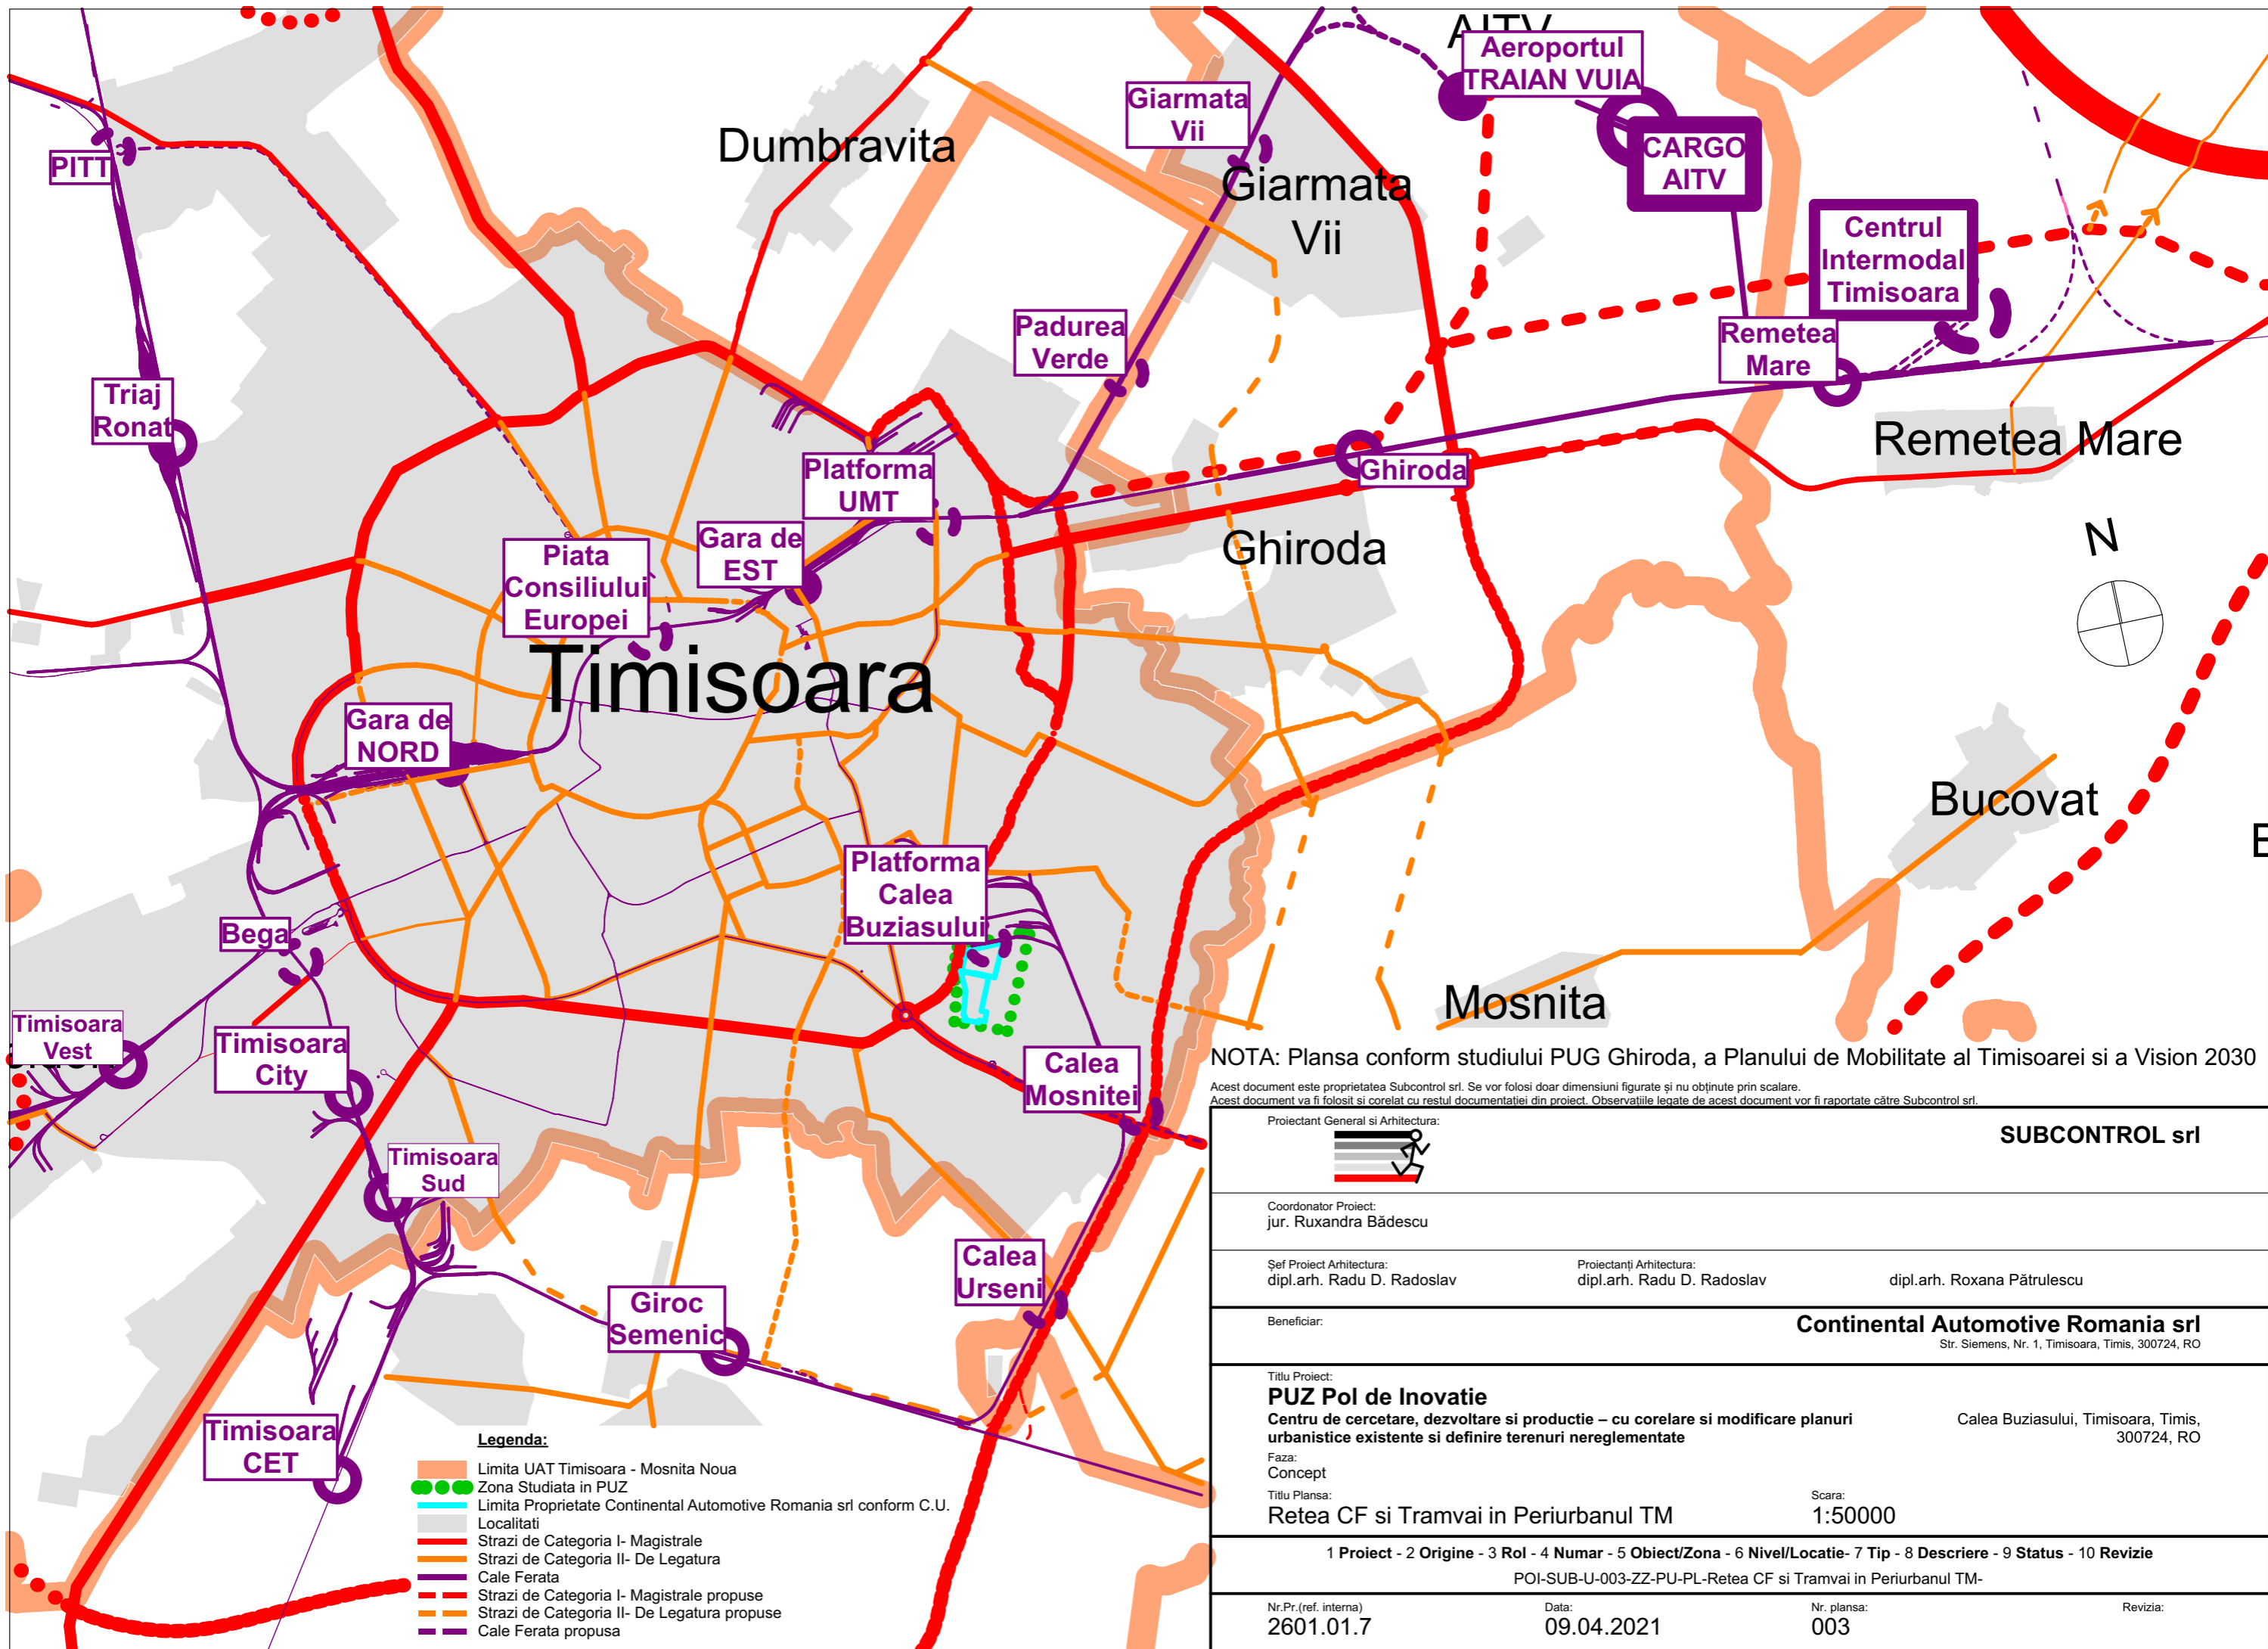 AITV
Aeroportul
TRAIAN VUIA
Giarmata
Vii
CARGO
AITV
Dumbravita
PITT
Giarmata
Vii
Centrul
Intermodal
Timisoara
Padurea
Verde
Remetea
Mare
Triaj
Ronat
Remetea Mare
Platforma
UMT
Ghiroda
Gara de
EST
Piata
Consiliului
Europei
Ghiroda
N
Timisoara
Gara de
NORD
Bucovat
Platforma
Calea
Buziasului
Bega
Mosnita
Timisoara
Vest
Timisoara
City
Calea
Mosnitei
Timisoara
Sud
Calea
Urseni
Giroc
Semenic
Timisoara
CET
Legenda:
Limita UAT Timisoara - Mosnita Noua
Zona Studiata in PUZ
Limita Proprietate Continental Automotive Romania srl conform C.U.
Localitati
Strazi de Categoria I- Magistrale
Strazi de Categoria II- De Legatura
Cale Ferata
Strazi de Categoria I- Magistrale propuse
Strazi de Categoria II- De Legatura propuse
Cale Ferata propusa
NOTA: Plansa conform studiului PUG Ghiroda, a Planului de Mobilitate al Timisoarei si a Vision 2030
Acest document este proprietatea Subcontrol srl. Se vor folosi doar dimensiuni figurate și nu obținute prin scalare.
Acest document va fi folosit si corelat cu restul documentației din proiect. Observațiile legate de acest document vor fi raportate către Subcontrol srl.
Proiectant General si Arhitectura:
SUBCONTROL srl
Coordonator Proiect:
jur. Ruxandra Bădescu
Șef Proiect Arhitectura: Proiectanți Arhitectura:
dipl.arh. Radu D. Radoslav dipl.arh. Radu D. Radoslav dipl.arh. Roxana Pătrulescu
Beneficiar:
Continental Automotive Romania srl
Str. Siemens, Nr. 1, Timisoara, Timis, 300724, RO
Titlu Proiect:
PUZ Pol de Inovatie
Centru de cercetare, dezvoltare si productie – cu corelare si modificare planuri
urbanistice existente si definire terenuri nereglementate
Calea Buziasului, Timisoara, Timis,
300724, RO
Faza:
Concept
Titlu Plansa: Scara:
Retea CF si Tramvai in Periurbanul TM 1:50000
1 Proiect - 2 Origine - 3 Rol - 4 Numar - 5 Obiect/Zona - 6 Nivel/Locatie- 7 Tip - 8 Descriere - 9 Status - 10 Revizie
POI-SUB-U-003-ZZ-PU-PL-Retea CF si Tramvai in Periurbanul TM-
Nr.Pr.(ref. interna) Data: Nr. plansa: Revizia:
2601.01.7 09.04.2021 003